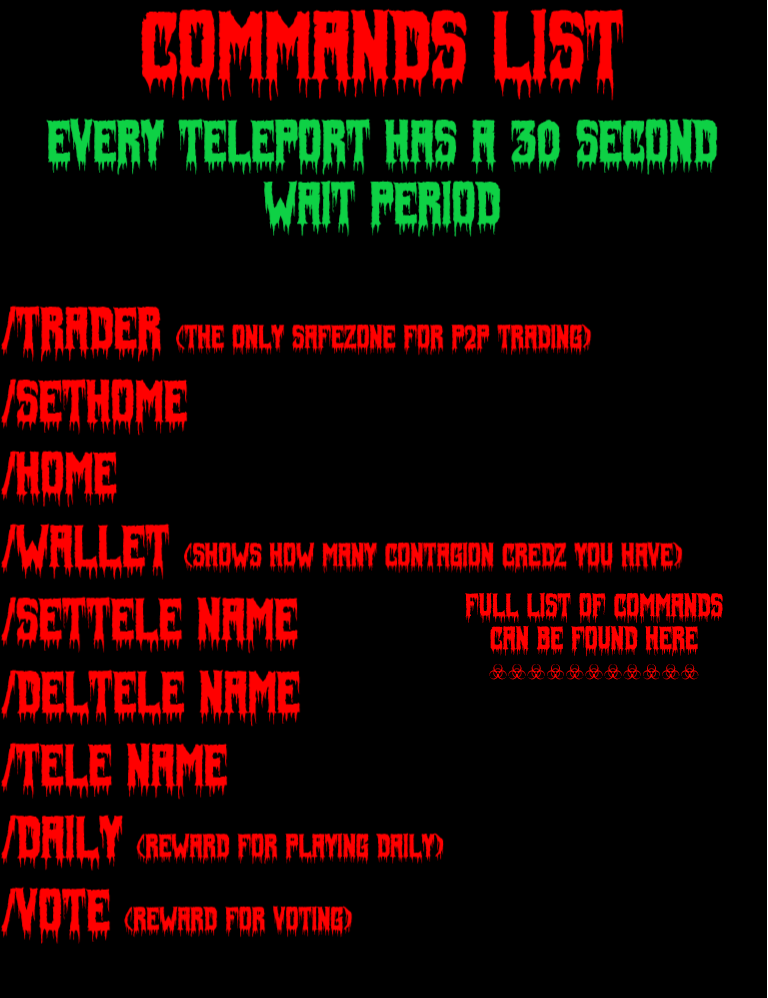 COMMANDS LIST
EVERY TELEPORT HAS A 30 SECOND
WAIT PERIOD
/TRADER (THE ONLY SAFEZONE FOR P2P TRADING)
/SETHOME
/HOME
/WALLET (SHOWS HOW MANY CONTAGION CREDZ YOU HAVE)
/SETTELE NAME
/DELTELE NAME
/TELE NAME
/DAILY (REWARD FOR PLAYING DAILY)
/VOTE (REWARD FOR VOTING)
FULL LIST OF COMMANDS
CAN BE FOUND HERE
☣☣☣☣☣☣☣☣☣☣☣